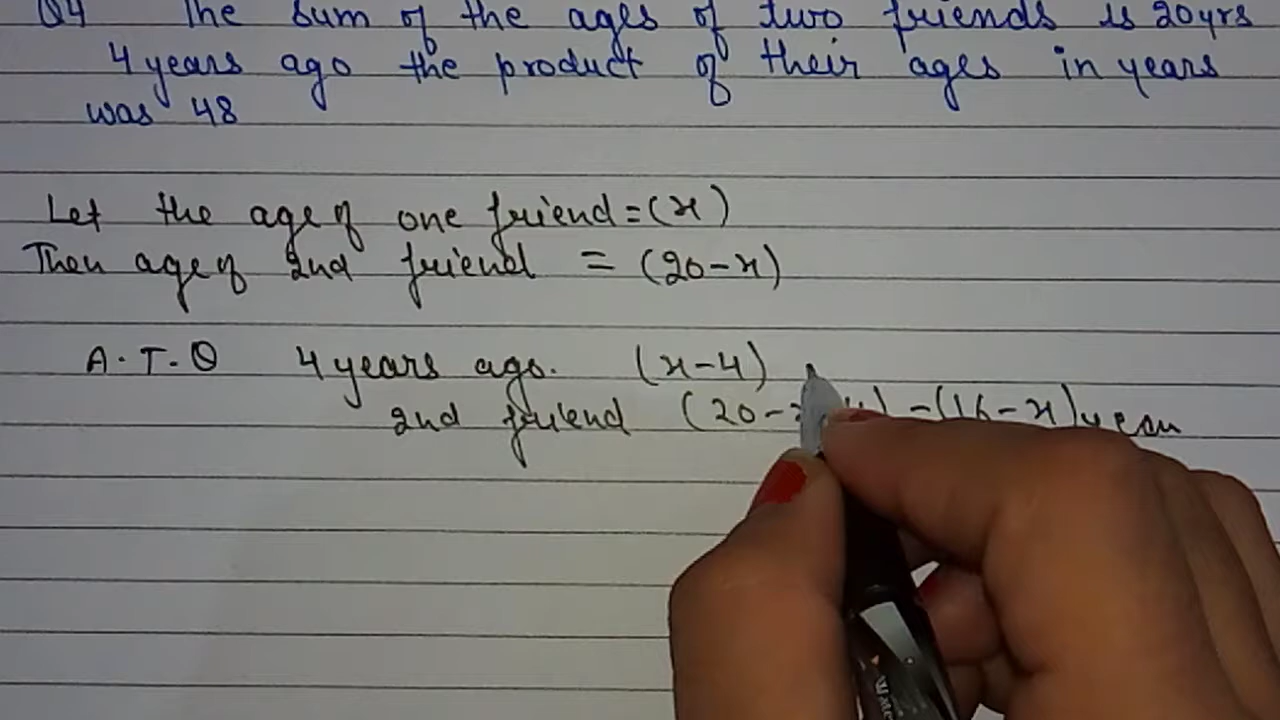 Q4 The sum of the ages of two friends is 20yrs
4 years ago the product of their ages in years
was 48
Let the age of one friend = (x)
Then age of 2nd friend = (20-x)
A.T.Q 4 years ago. (x-4)
2nd friend (20- -(16-x) year